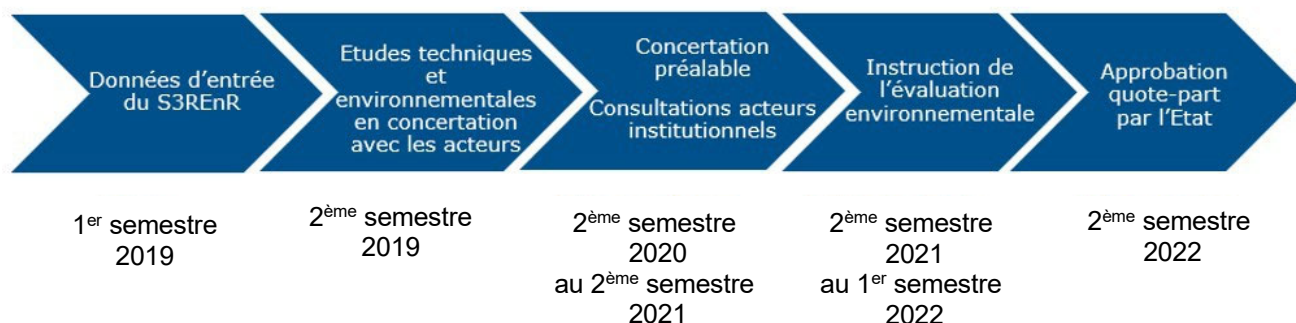 Données d'entrée
du S3REnR
Etudes techniques
et
environnementales
en concertation
avec les acteurs
Concertation
préalable
Consultations acteurs
institutionnels
Instruction de
l'évaluation
environnementale
Approbation
quote-part
par l'Etat
1er semestre
2019
2ème semestre
2019
2ème semestre
2020
au 2ème semestre
2021
2ème semestre
2021
au 1er semestre
2022
2ème semestre
2022